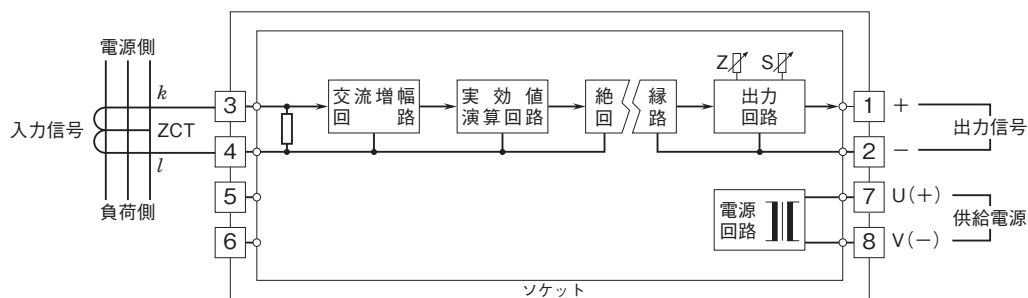 電源側
k
入力信号
ZCT
l
負荷側
3
4
5
6
交流増幅
回路
実効値
演算回路
絶縁
回路
Z
S
出力
回路
電源
回路
1
+
2
−
出力信号
7
U(+)
8
V(−)
供給電源
ソケット